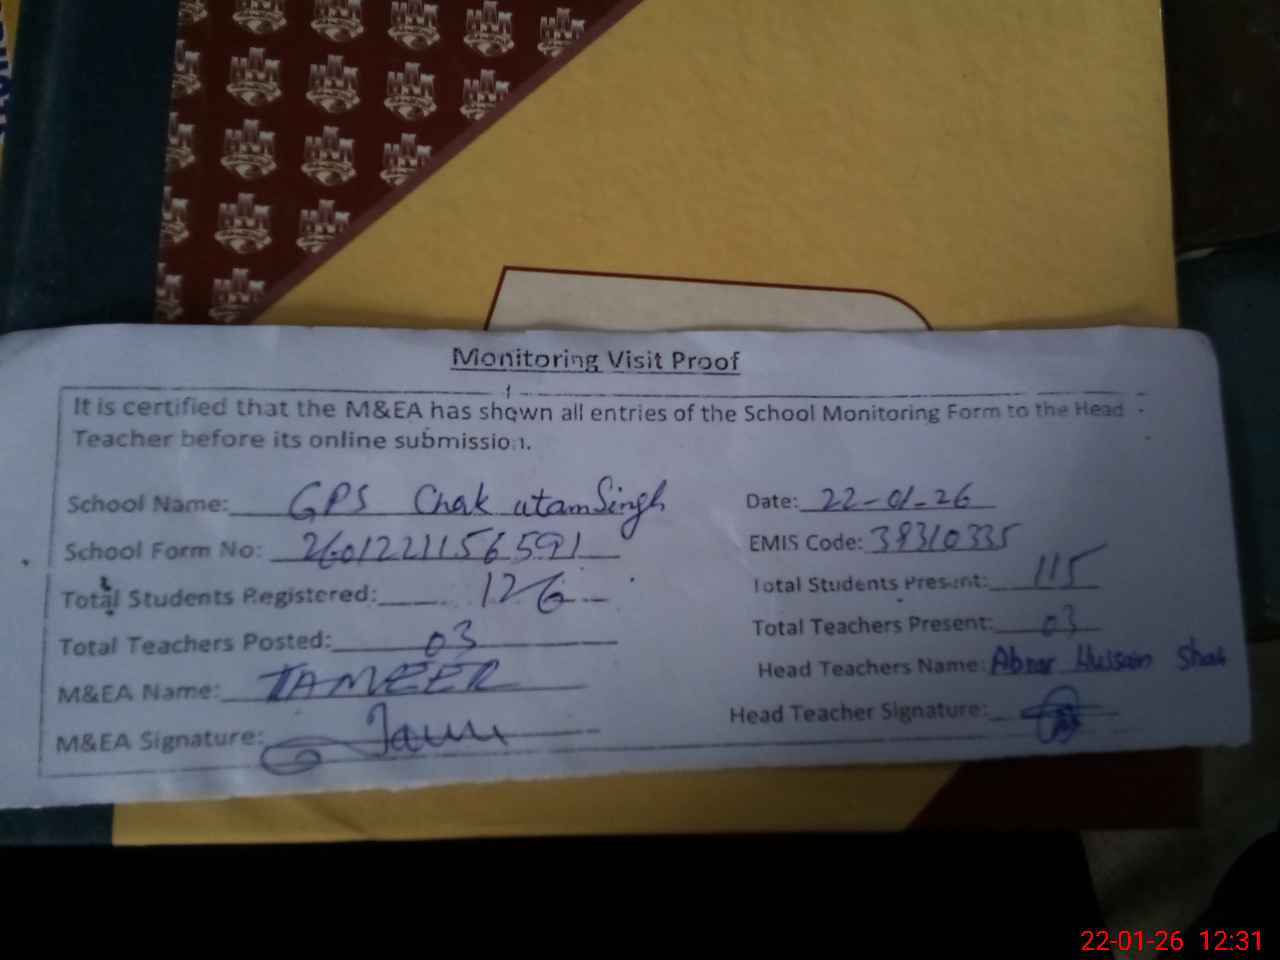 Monitoring Visit Proof
It is certified that the M&EA has shown all entries of the School Monitoring Form to the Head
Teacher before its online submission.
School Name: GPS Chak utam Singh
Date: 22-01-26
School Form No: 2601221156591
EMIS Code: 38310335
Total Students Registered: 126
Total Students Present: 115
Total Teachers Posted: 03
Total Teachers Present: 03
M&EA Name: TAMEER
Head Teachers Name: Hussain Shah
M&EA Signature:
Head Teacher Signature:
22-01-26 12:31